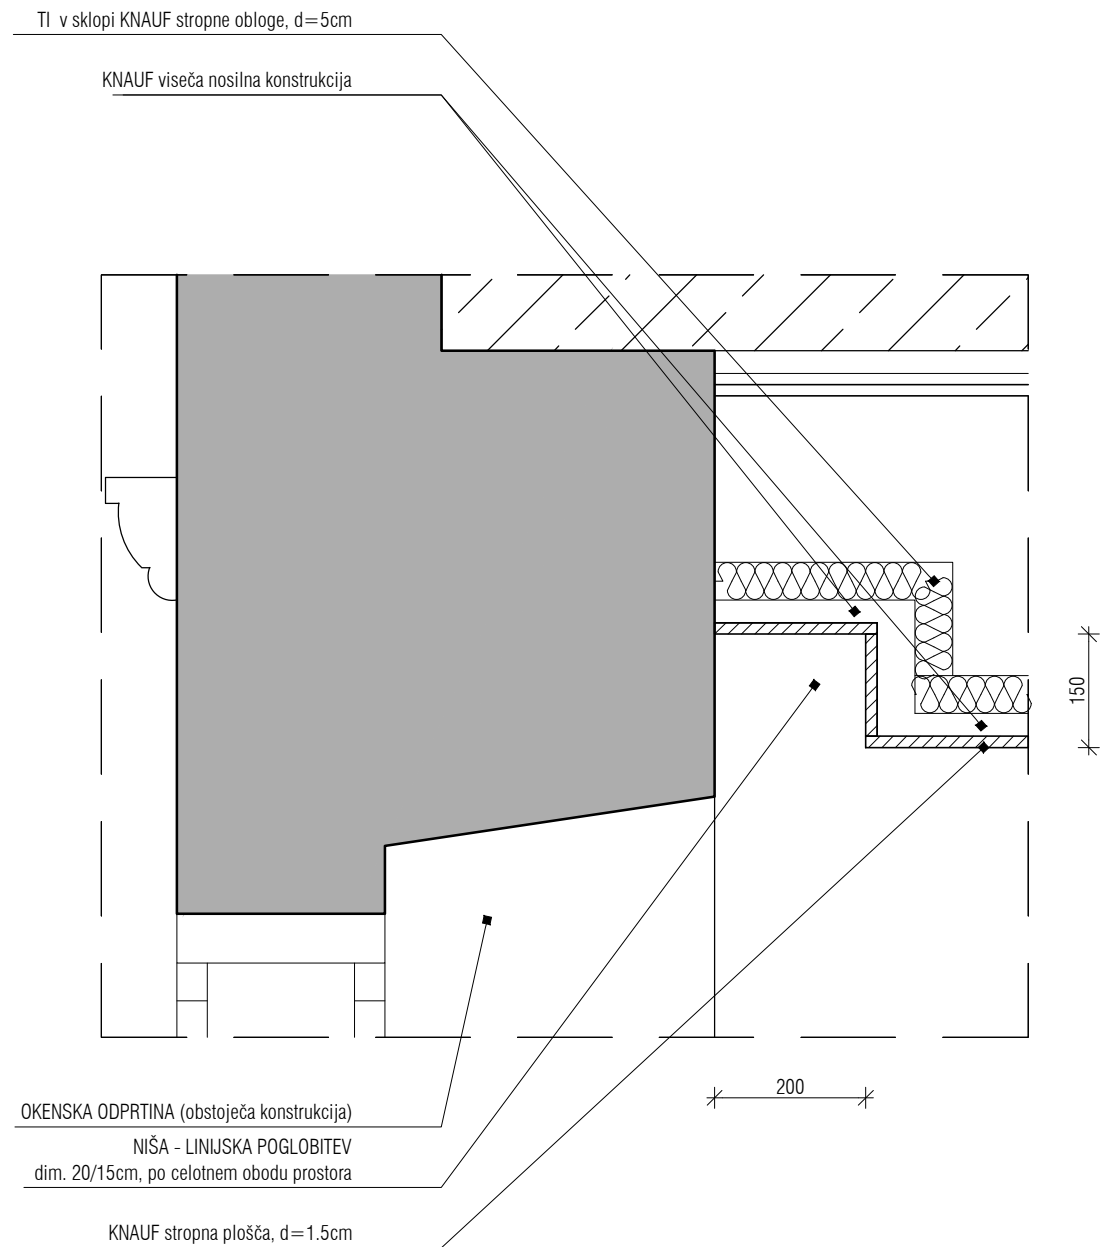 TI v sklopi KNAUF stropne obloge, d=5cm
KNAUF viseča nosilna konstrukcija
150
200
OKENSKA ODPRTINA (obstoječa konstrukcija)
NIŠA - LINIJSKA POGLOBITEV
dim. 20/15cm, po celotnem obodu prostora
KNAUF stropna plošča, d=1.5cm